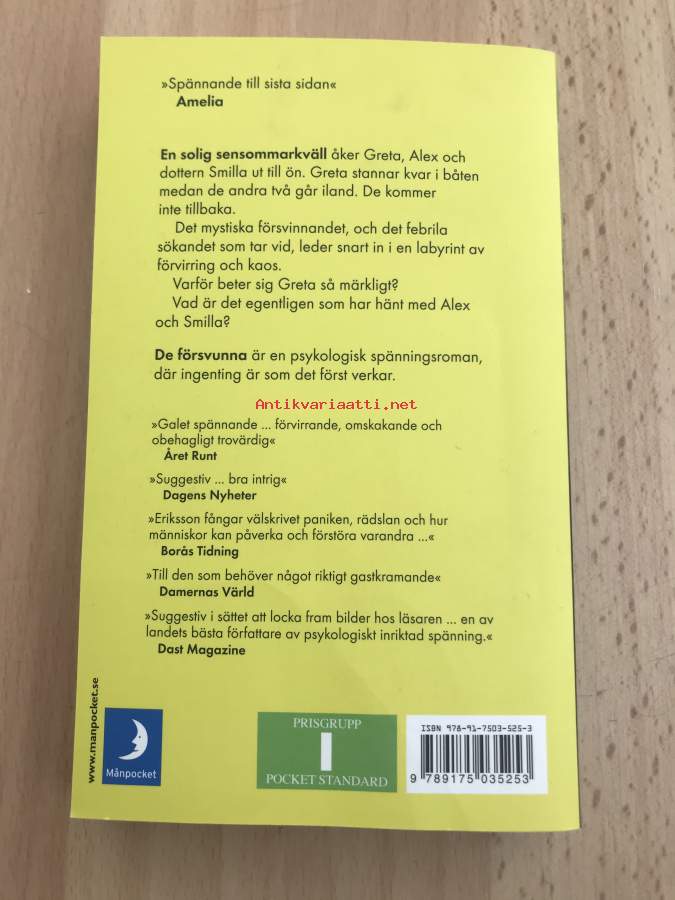 »Spännande till sista sidan«
Amelia
En solig sensommarkväll åker Greta, Alex och
dottern Smilla ut till ön. Greta stannar kvar i båten
medan de andra två går iland. De kommer
inte tillbaka.
Det mystiska försvinnandet, och det febrila
sökandet som tar vid, leder snart in i en labyrint av
förvirring och kaos.
Varför beter sig Greta så märkligt?
Vad är det egentligen som har hänt med Alex
och Smilla?
De försvunna är en psykologisk spänningsroman,
där ingenting är som det först verkar.
Antikvariaatti.net
»Galet spännande ... förvirrande, omskakande och
obehagligt trovärdig«
Året Runt
»Suggestiv ... bra intrig«
Dagens Nyheter
»Eriksson fångar välskrivet paniken, rädslan och hur
människor kan påverka och förstöra varandra ...«
Borås Tidning
»Till den som behöver något riktigt gastkramande«
Damernas Värld
»Suggestiv i sättet att locka fram bilder hos läsaren ... en av
landets bästa författare av psykologiskt inriktad spänning.«
Dast Magazine
www.manpocket.se
Månpocket
PRISGRUPP
I
POCKET STANDARD
ISBN 978-91-7503-525-3
9 789175 035253